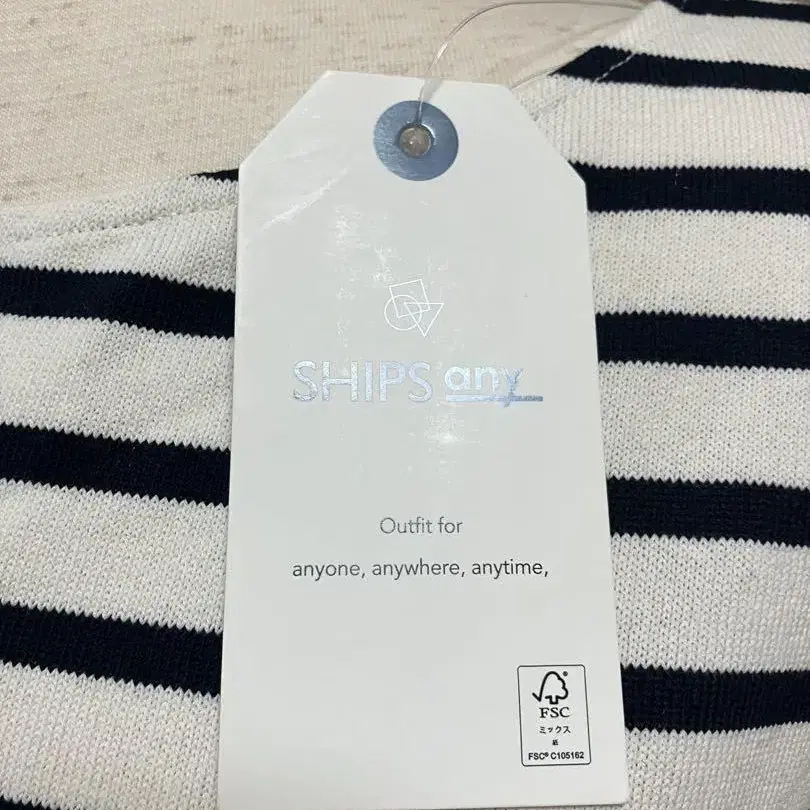 SHIPS any
Outfit for
anyone, anywhere, anytime,
FSC
ミックス
紙
FSC® C105162